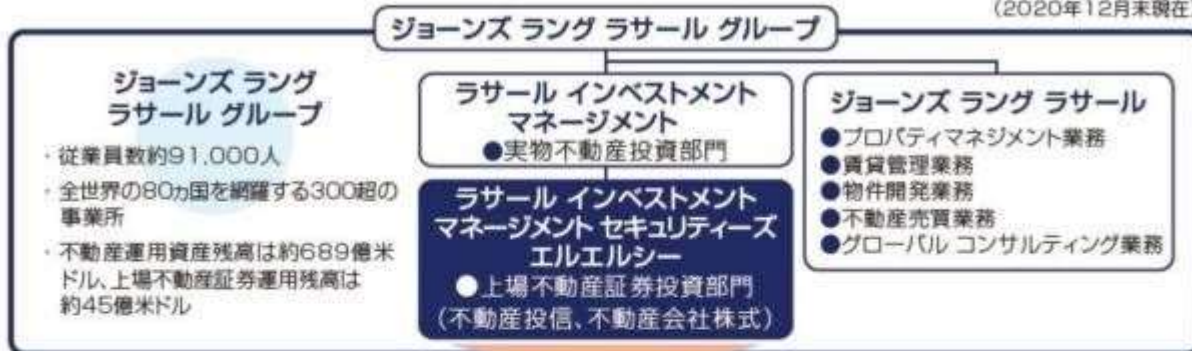 (2020年12月末現在)
ジョーンズ ラング ラサール グループ
ジョーンズ ラング
ラサール グループ
・従業員数約91,000人
・全世界の80ヵ国を網羅する300超の
事業所
・不動産運用資産残高は約689億米
ドル、上場不動産証券運用残高は
約45億米ドル
ラサール インベストメント
マネージメント
●実物不動産投資部門
ラサール インベストメント
マネージメント セキュリティーズ
エルエルシー
●上場不動産証券投資部門
(不動産投信、不動産会社株式)
ジョーンズ ラング ラサール
●プロパティマネジメント業務
●賃貸管理業務
●物件開発業務
●不動産売買業務
●グローバル コンサルティング業務